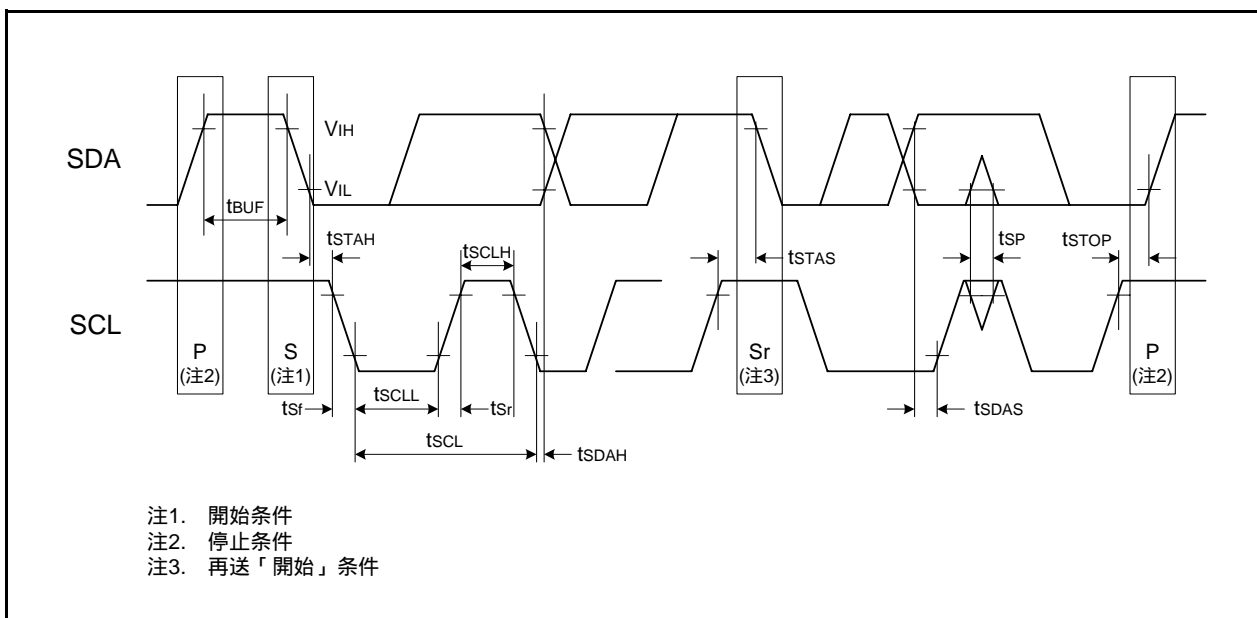 VIH
SDA
VIL
tBUF
tSTAH
tSCLH
tSTAS
tSP
tSTOP
SCL
P
(注2)
S
(注1)
Sr
(注3)
P
(注2)
tSf
tSCLL
tSr
tSDAS
tSCL
tSDAH
注1. 開始条件
注2. 停止条件
注3. 再送「開始」条件